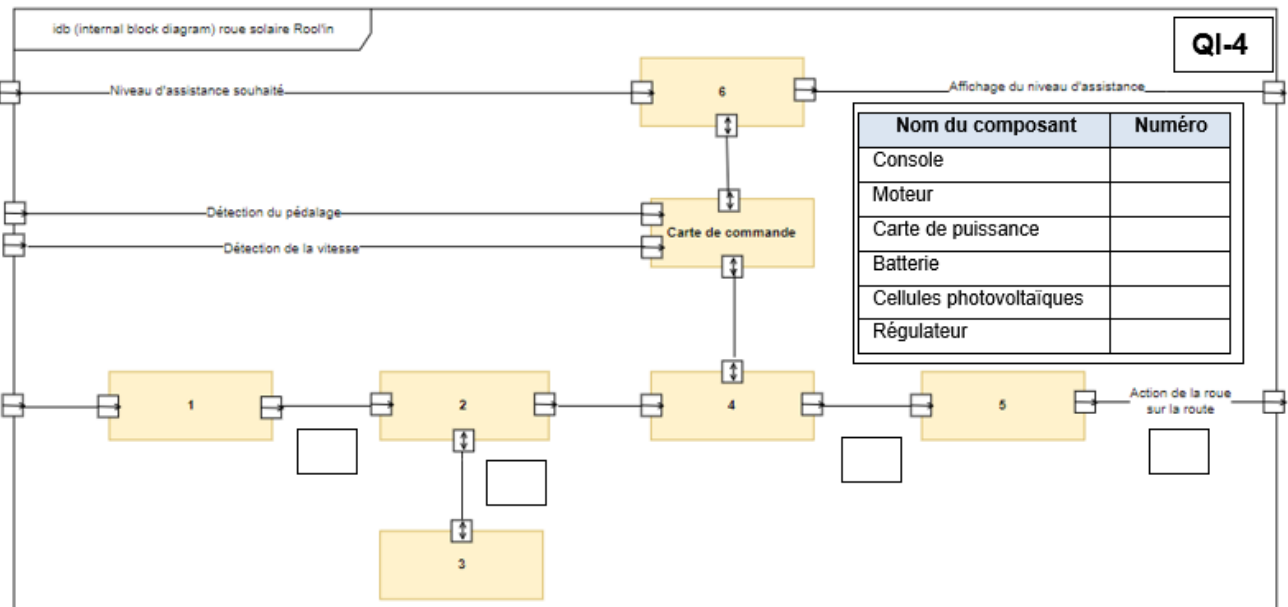 idb (internal block diagram) roue solaire Rool'in
QI-4
Niveau d'assistance souhaité
6
Affichage du niveau d'assistance
Nom du composant Numéro
Console
Moteur
Carte de puissance
Batterie
Cellules photovoltaïques
Régulateur
Détection du pédalage
Carte de commande
Détection de la vitesse
1
2
4
5
Action de la roue
sur la route
3